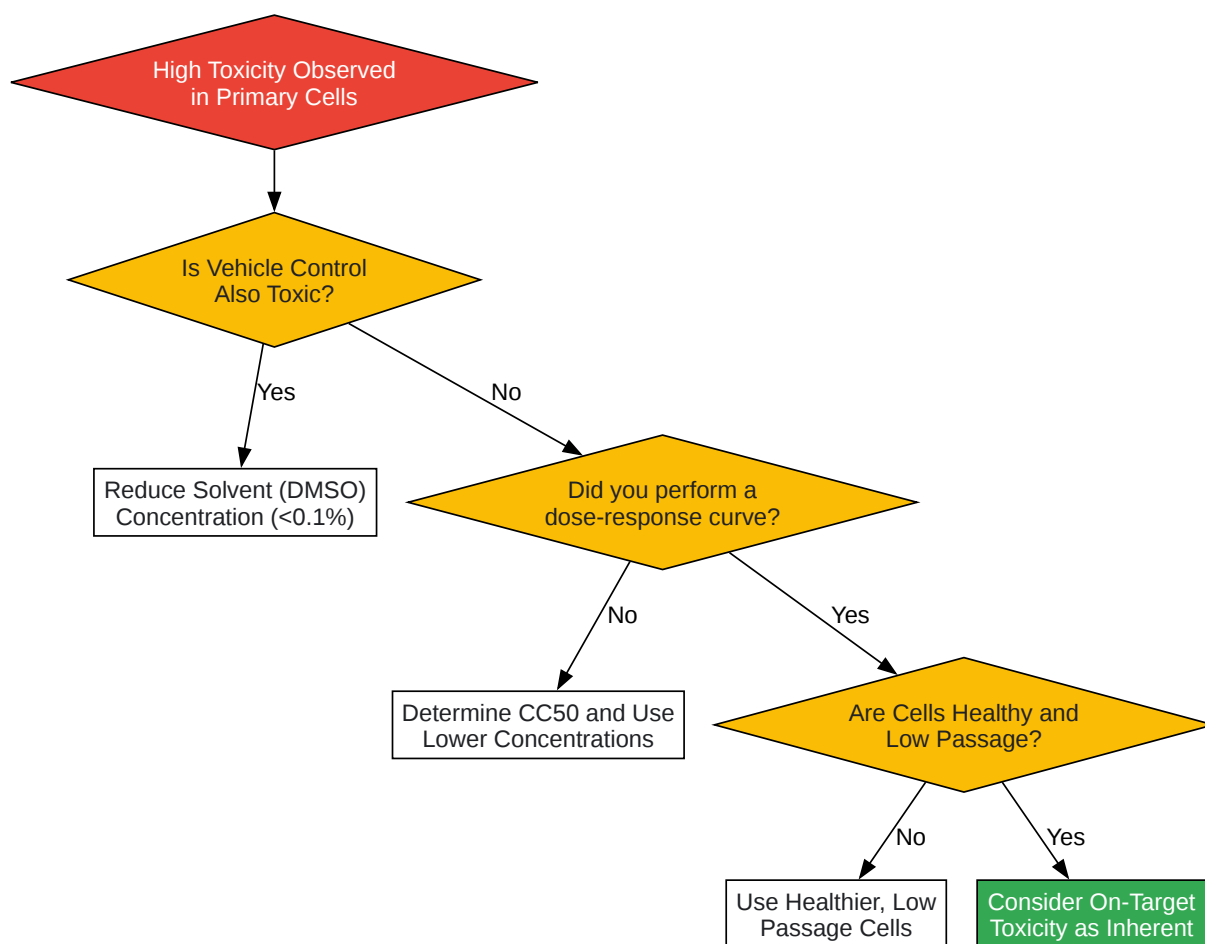 High Toxicity Observed
in Primary Cells
Is Vehicle Control
Also Toxic?
Yes
No
Reduce Solvent (DMSO)
Concentration (<0.1%)
Did you perform a
dose-response curve?
No
Yes
Determine CC50 and Use
Lower Concentrations
Are Cells Healthy and
Low Passage?
No
Yes
Use Healthier, Low
Passage Cells
Consider On-Target
Toxicity as Inherent